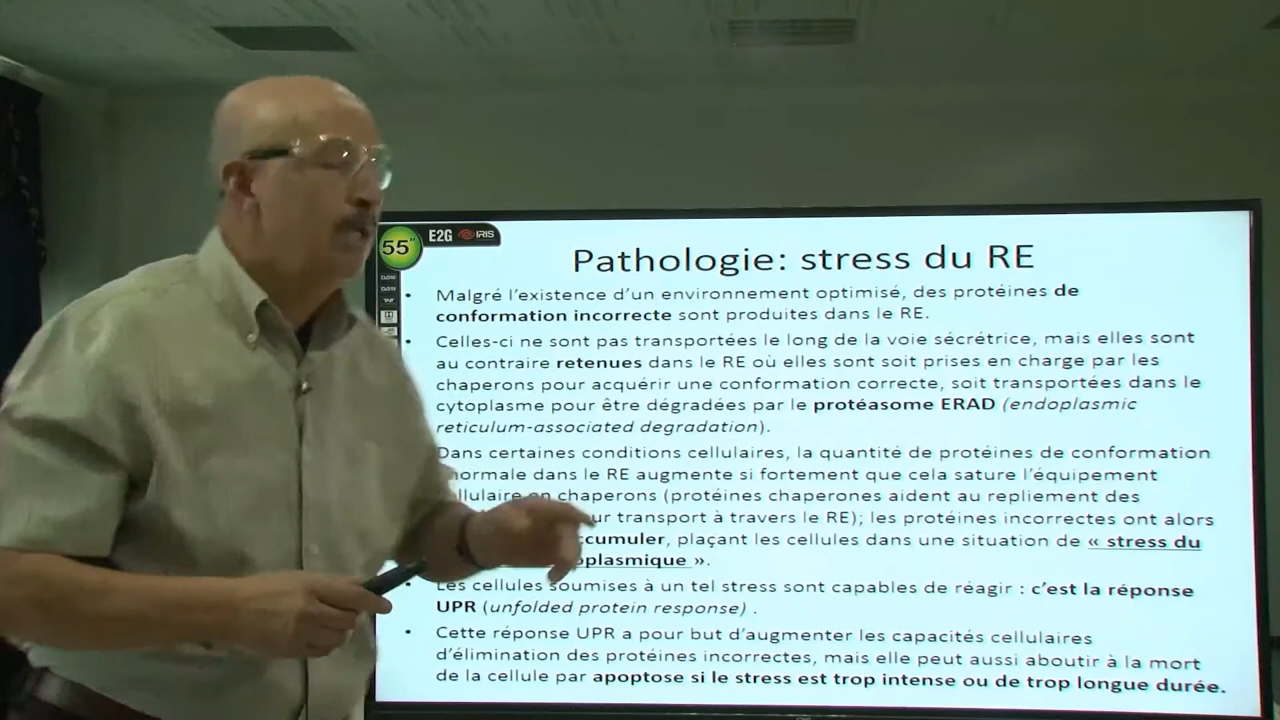 55"
E2G IRIS
Pathologie: stress du RE
• Malgré l'existence d'un environnement optimisé, des protéines de
conformation incorrecte sont produites dans le RE.
• Celles-ci ne sont pas transportées le long de la voie sécrétrice, mais elles sont
au contraire retenues dans le RE où elles sont soit prises en charge par les
chaperons pour acquérir une conformation correcte, soit transportées dans le
cytoplasme pour être dégradées par le protéasome ERAD (endoplasmic
reticulum-associated degradation).
Dans certaines conditions cellulaires, la quantité de protéines de conformation
normale dans le RE augmente si fortement que cela sature l'équipement
en chaperons (protéines chaperones aident au repliement des
transport à travers le RE); les protéines incorrectes ont alors
, plaçant les cellules dans une situation de « stress du
».
• Les cellules soumises à un tel stress sont capables de réagir : c'est la réponse
UPR (unfolded protein response) .
• Cette réponse UPR a pour but d'augmenter les capacités cellulaires
d'élimination des protéines incorrectes, mais elle peut aussi aboutir à la mort
de la cellule par apoptose si le stress est trop intense ou de trop longue durée.